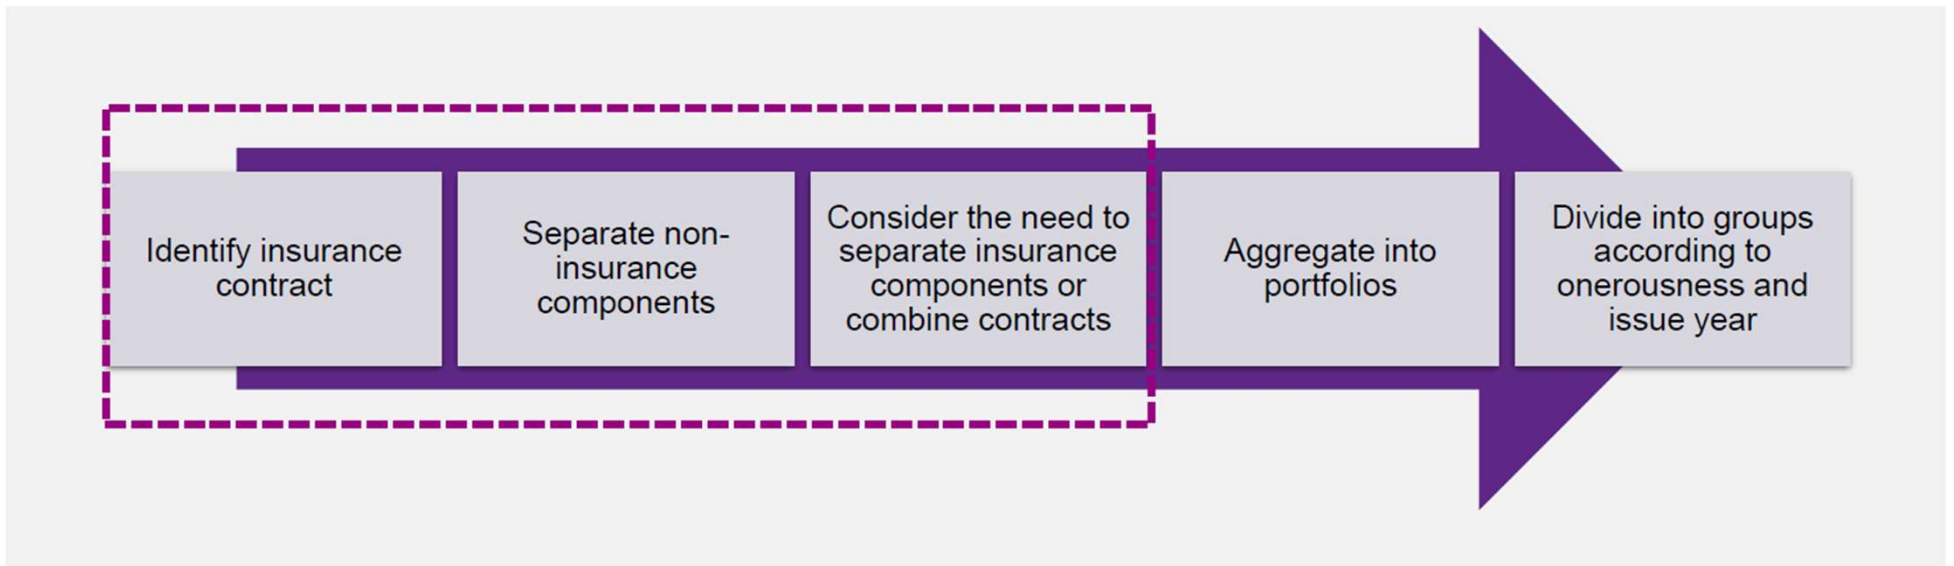 Identify insurance
contract
Separate non-
insurance
components
Consider the need to
separate insurance
components or
combine contracts
Aggregate into
portfolios
Divide into groups
according to
onerousness and
issue year